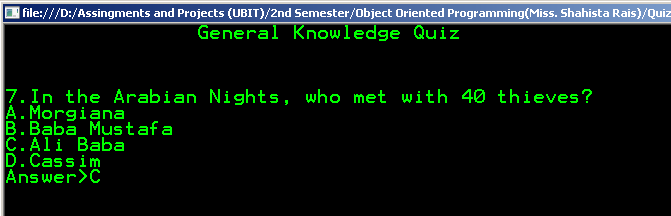 file:///D:/Assingments and Projects (UBIT)/2nd Semester/Object Oriented Programming(Miss. Shahista Rais)/Quiz
General Knowledge Quiz
7.In the Arabian Nights, who met with 40 thieves?
A.Morgiana
B.Baba Mustafa
C.Ali Baba
D.Cassim
Answer>C